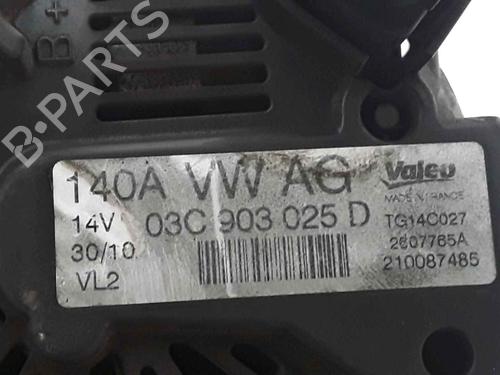 B+
B-PARTS
140A VW AG Valeo
14V 03C 903 025 D MADE IN FRANCE
TG14C027
30/10 2607765A
VL2 210087485